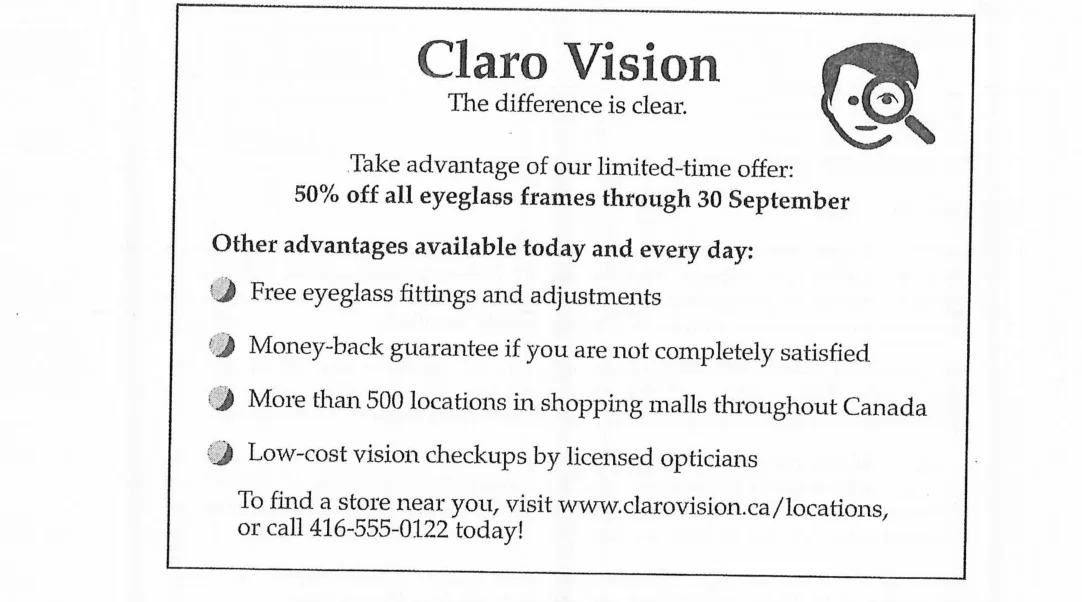 Claro Vision
The difference is clear.
Take advantage of our limited-time offer:
50% off all eyeglass frames through 30 September
Other advantages available today and every day:
Free eyeglass fittings and adjustments
Money-back guarantee if you are not completely satisfied
More than 500 locations in shopping malls throughout Canada
Low-cost vision checkups by licensed opticians
To find a store near you, visit www.clarovision.ca/locations,
or call 416-555-0122 today!